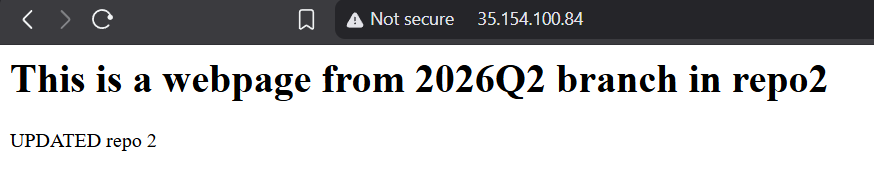 Not secure 35.154.100.84
This is a webpage from 2026Q2 branch in repo2
UPDATED repo 2